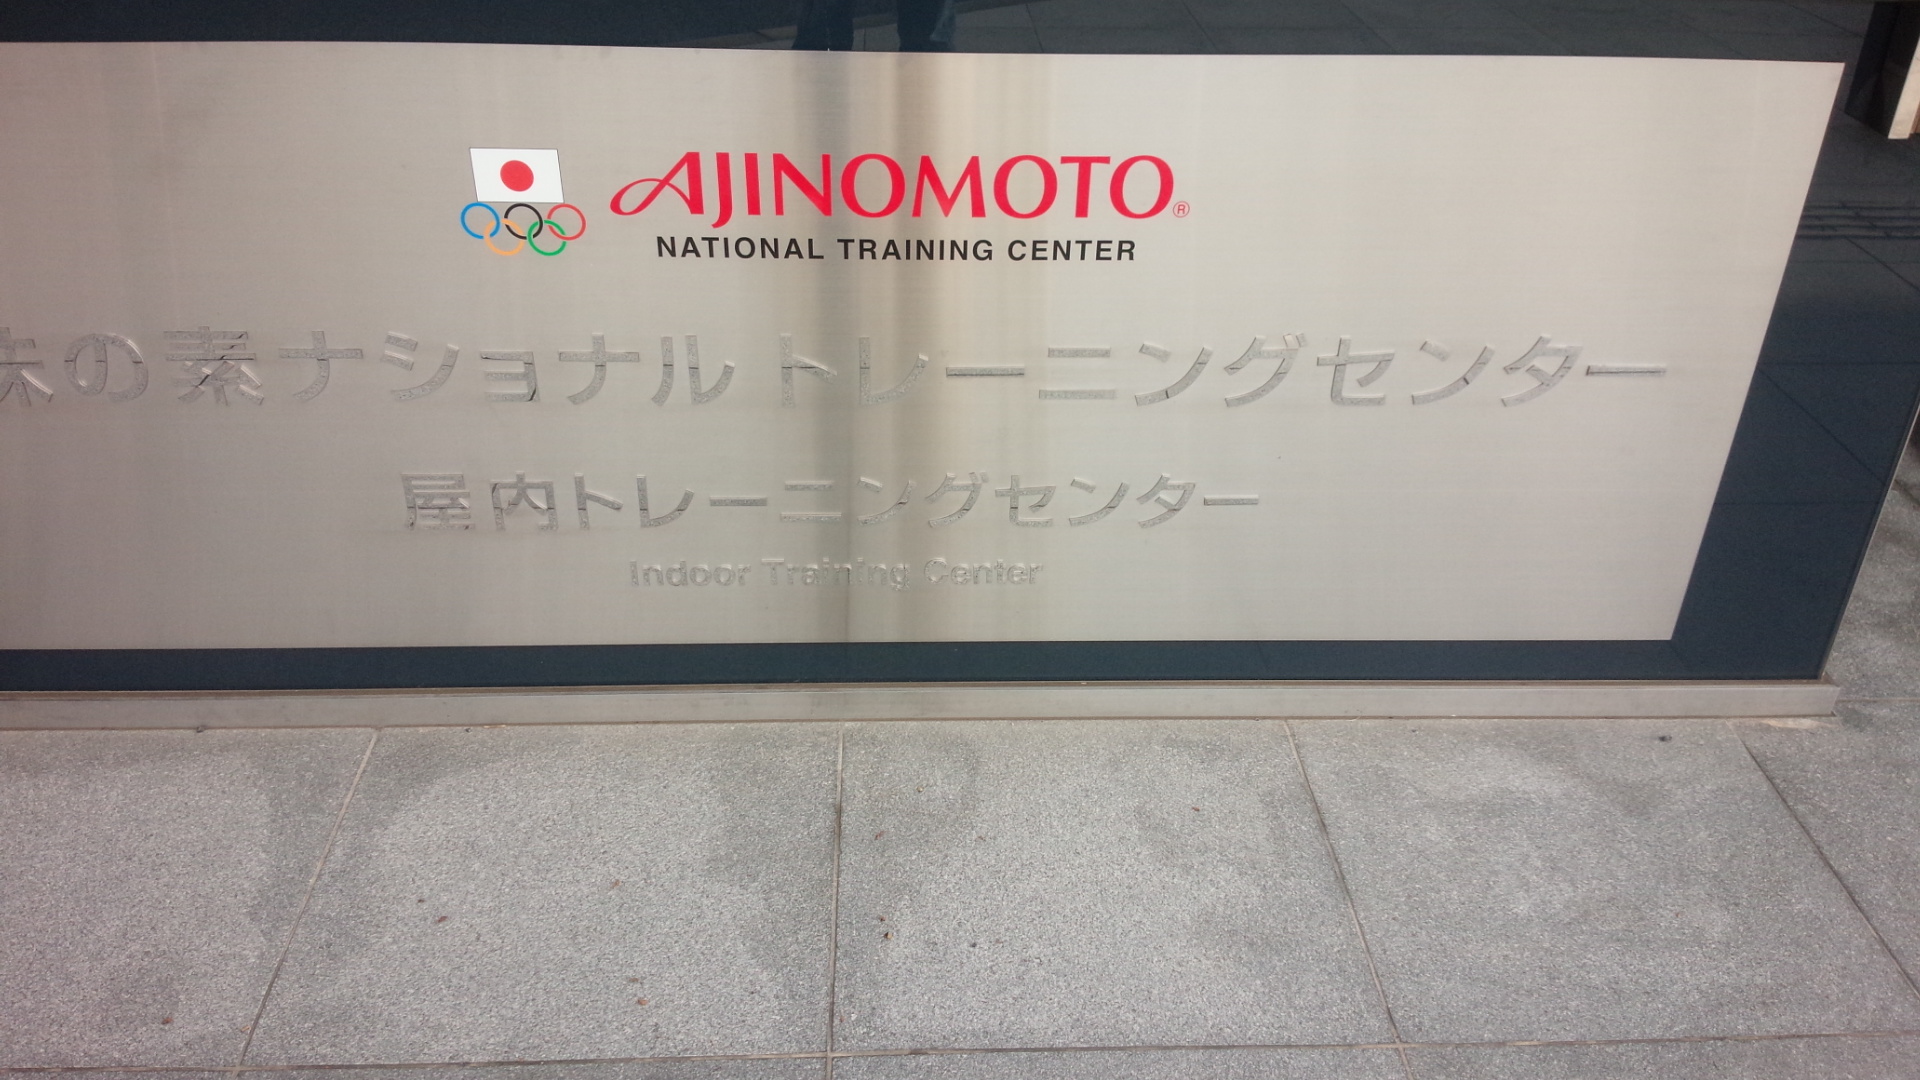 AJINOMOTO®
NATIONAL TRAINING CENTER
味の素ナショナルトレーニングセンター
屋内トレーニングセンター
Indoor Training Center